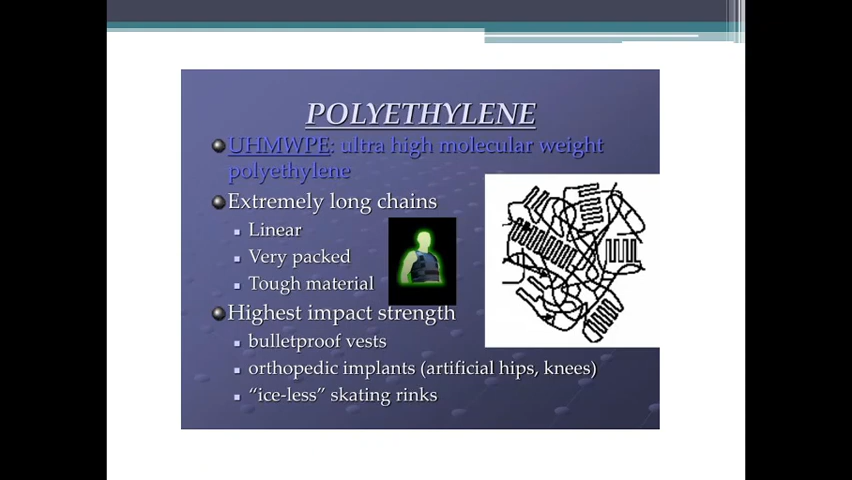 POLYETHYLENE
UHMWPE: ultra high molecular weight
polyethylene
Extremely long chains
Linear
Very packed
Tough material
Highest impact strength
bulletproof vests
orthopedic implants (artificial hips, knees)
“ice-less” skating rinks